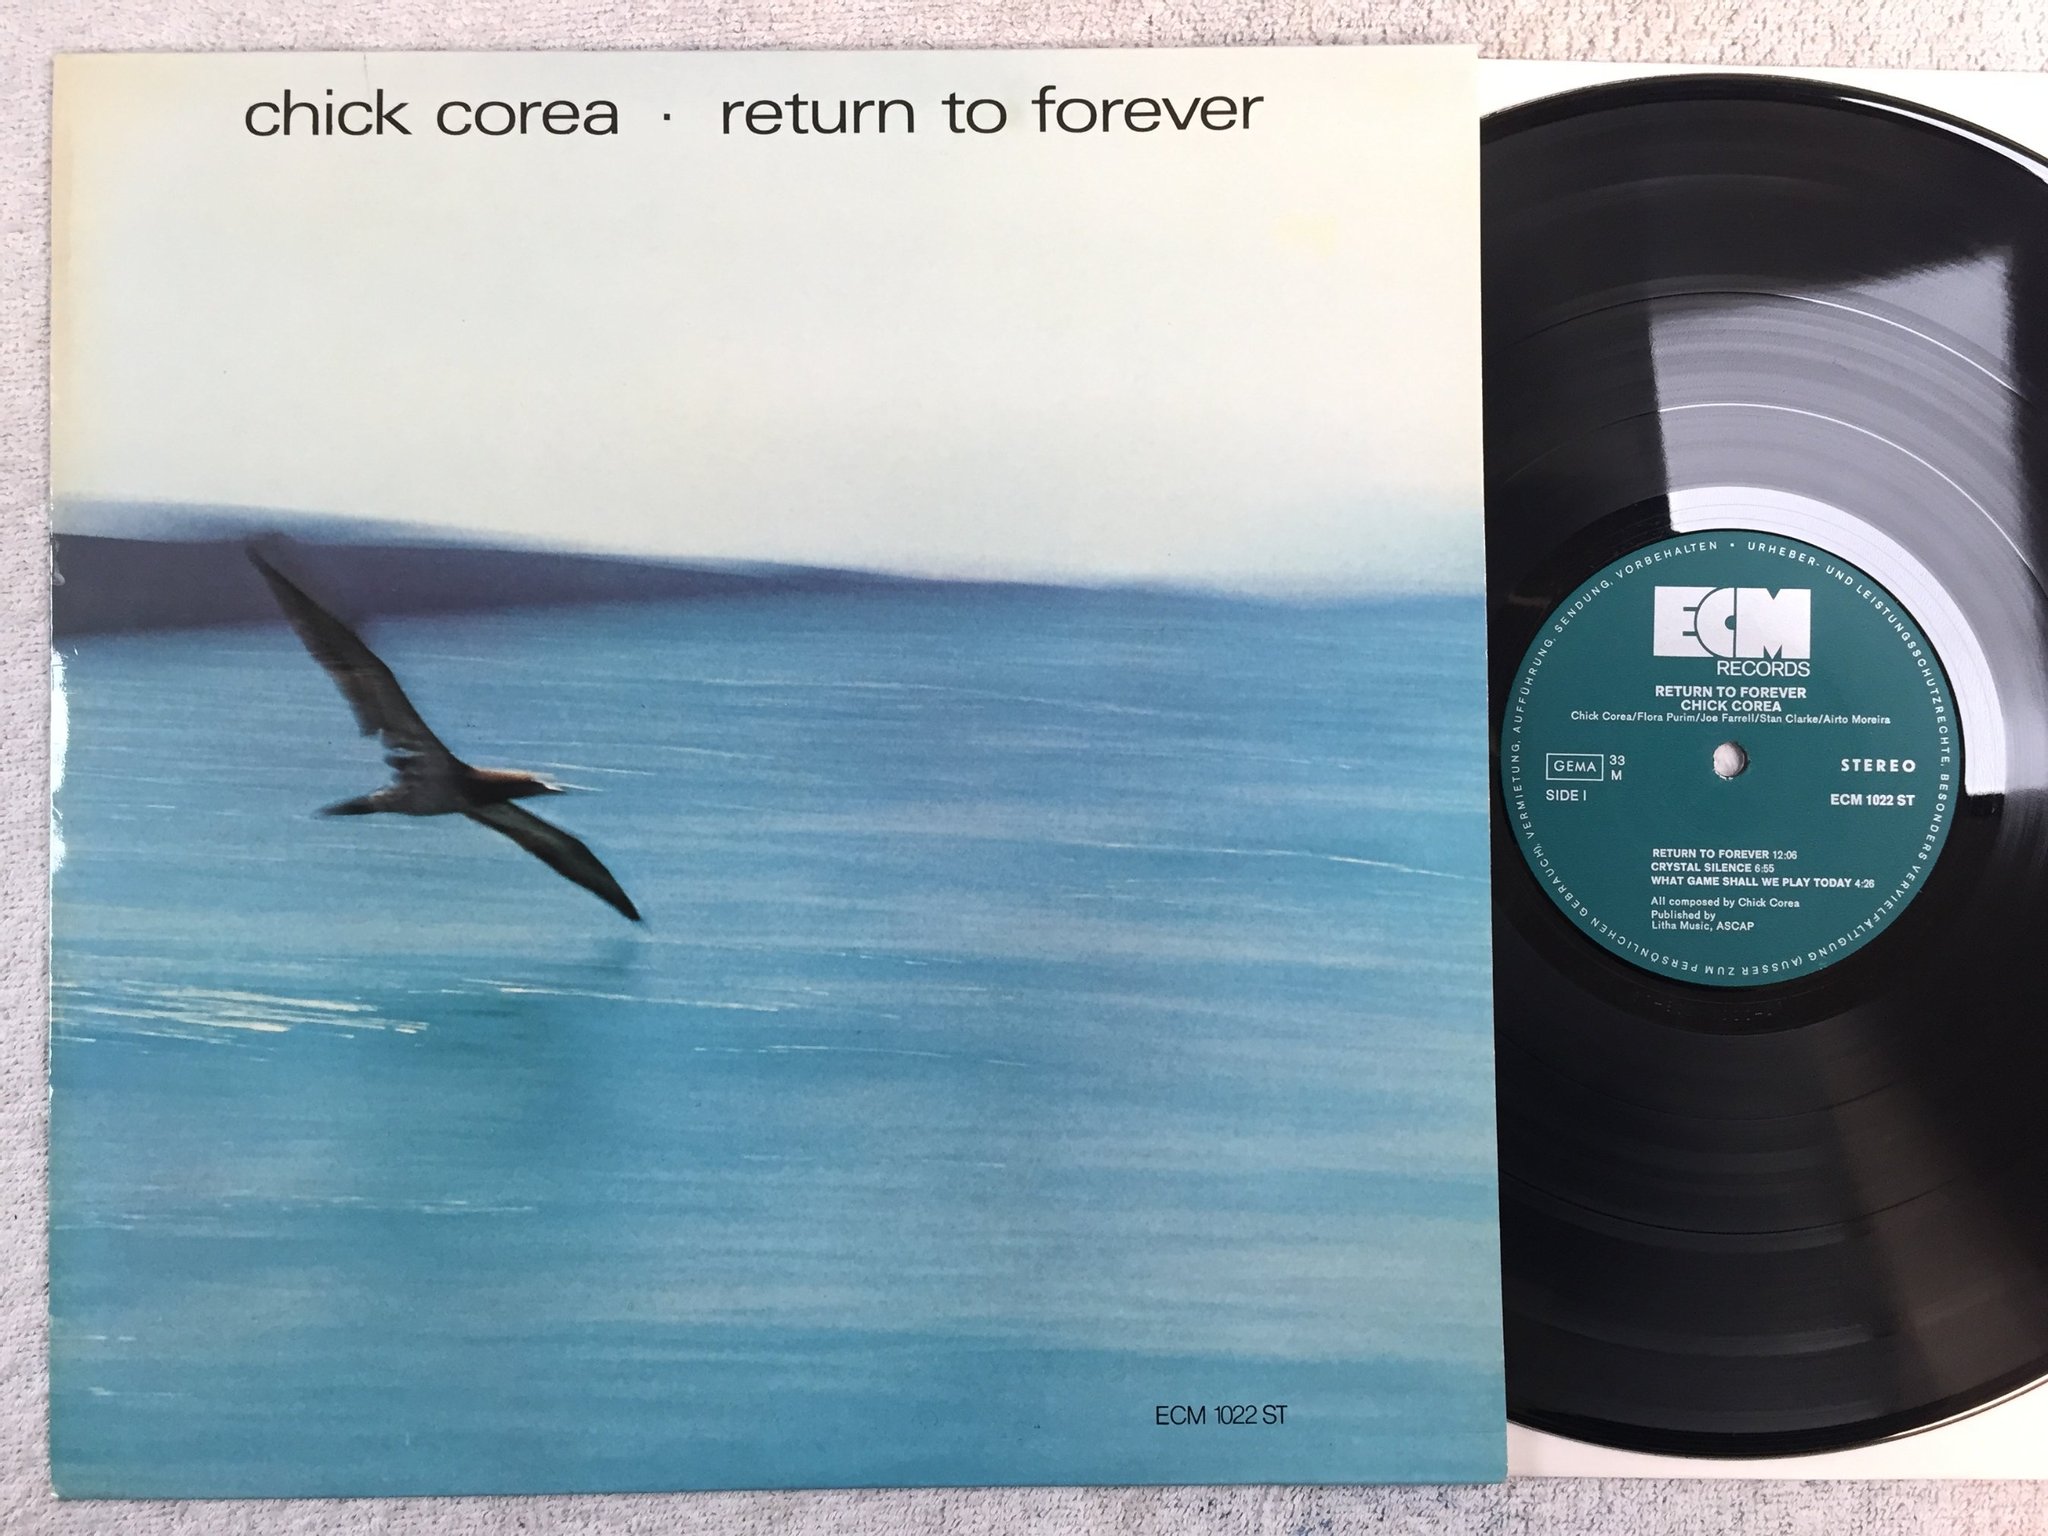 chick corea · return to forever
ECM 1022 ST
URHEBER- UND LEISTUNGSSCHUTZRECHTE, BESONDERS VERVIELFÄLTIGUNG (AUSSER ZUM PERSÖNLICHEN GEBRAUCH), VERMIETUNG, AUFFÜHRUNG, SENDUNG, VORBEHALTEN •
ECM
RECORDS
RETURN TO FOREVER
CHICK COREA
Chick Corea/Flora Purim/Joe Farrell/Stan Clarke/Airto Moreira
GEMA 33 STEREO
M
SIDE I ECM 1022 ST
RETURN TO FOREVER 12:06
CRYSTAL SILENCE 6:55
WHAT GAME SHALL WE PLAY TODAY 4:26
All composed by Chick Corea
Published by
Litha Music, ASCAP